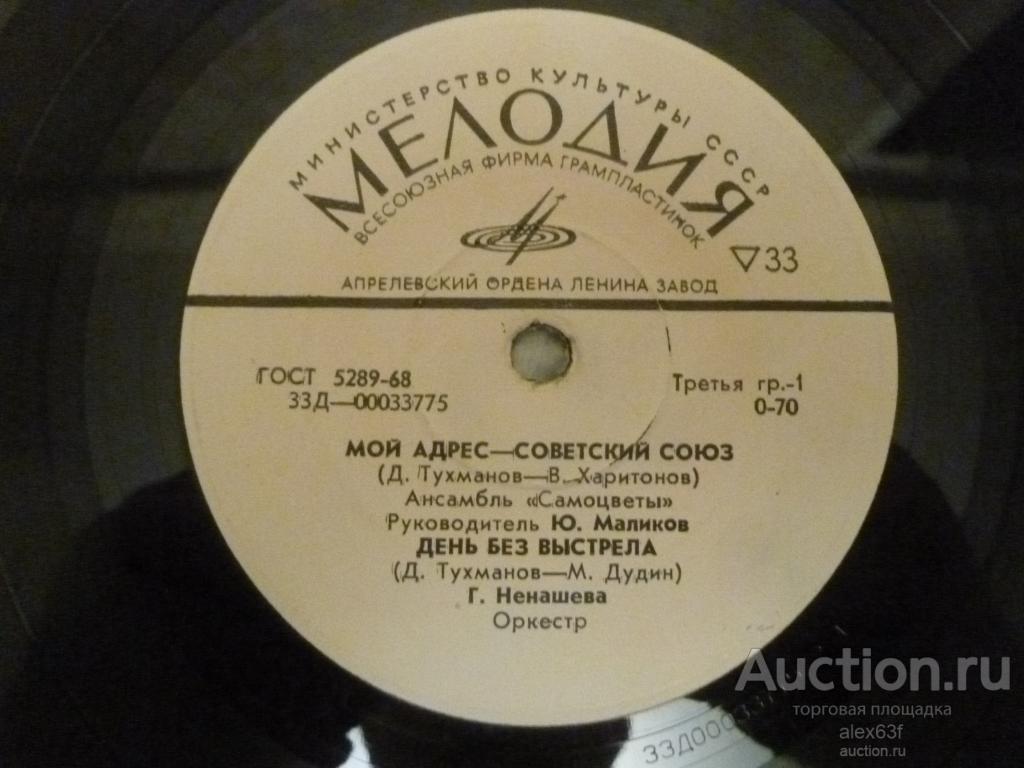 МИНИСТЕРСТВО КУЛЬТУРЫ СССР
МЕЛОДИЯ
ВСЕСОЮЗНАЯ ФИРМА ГРАМПЛАСТИНОК
▽33
АПРЕЛЕВСКИЙ ОРДЕНА ЛЕНИНА ЗАВОД
ГОСТ 5289-68
Третья гр.-1
33Д—00033775
0-70
МОЙ АДРЕС—СОВЕТСКИЙ СОЮЗ
(Д. Тухманов—В. Харитонов)
Ансамбль «Самоцветы»
Руководитель Ю. Маликов
ДЕНЬ БЕЗ ВЫСТРЕЛА
(Д. Тухманов—М. Дудин)
Г. Ненашева
Оркестр
Auction.ru
торговая площадка
alex63f
auction.ru